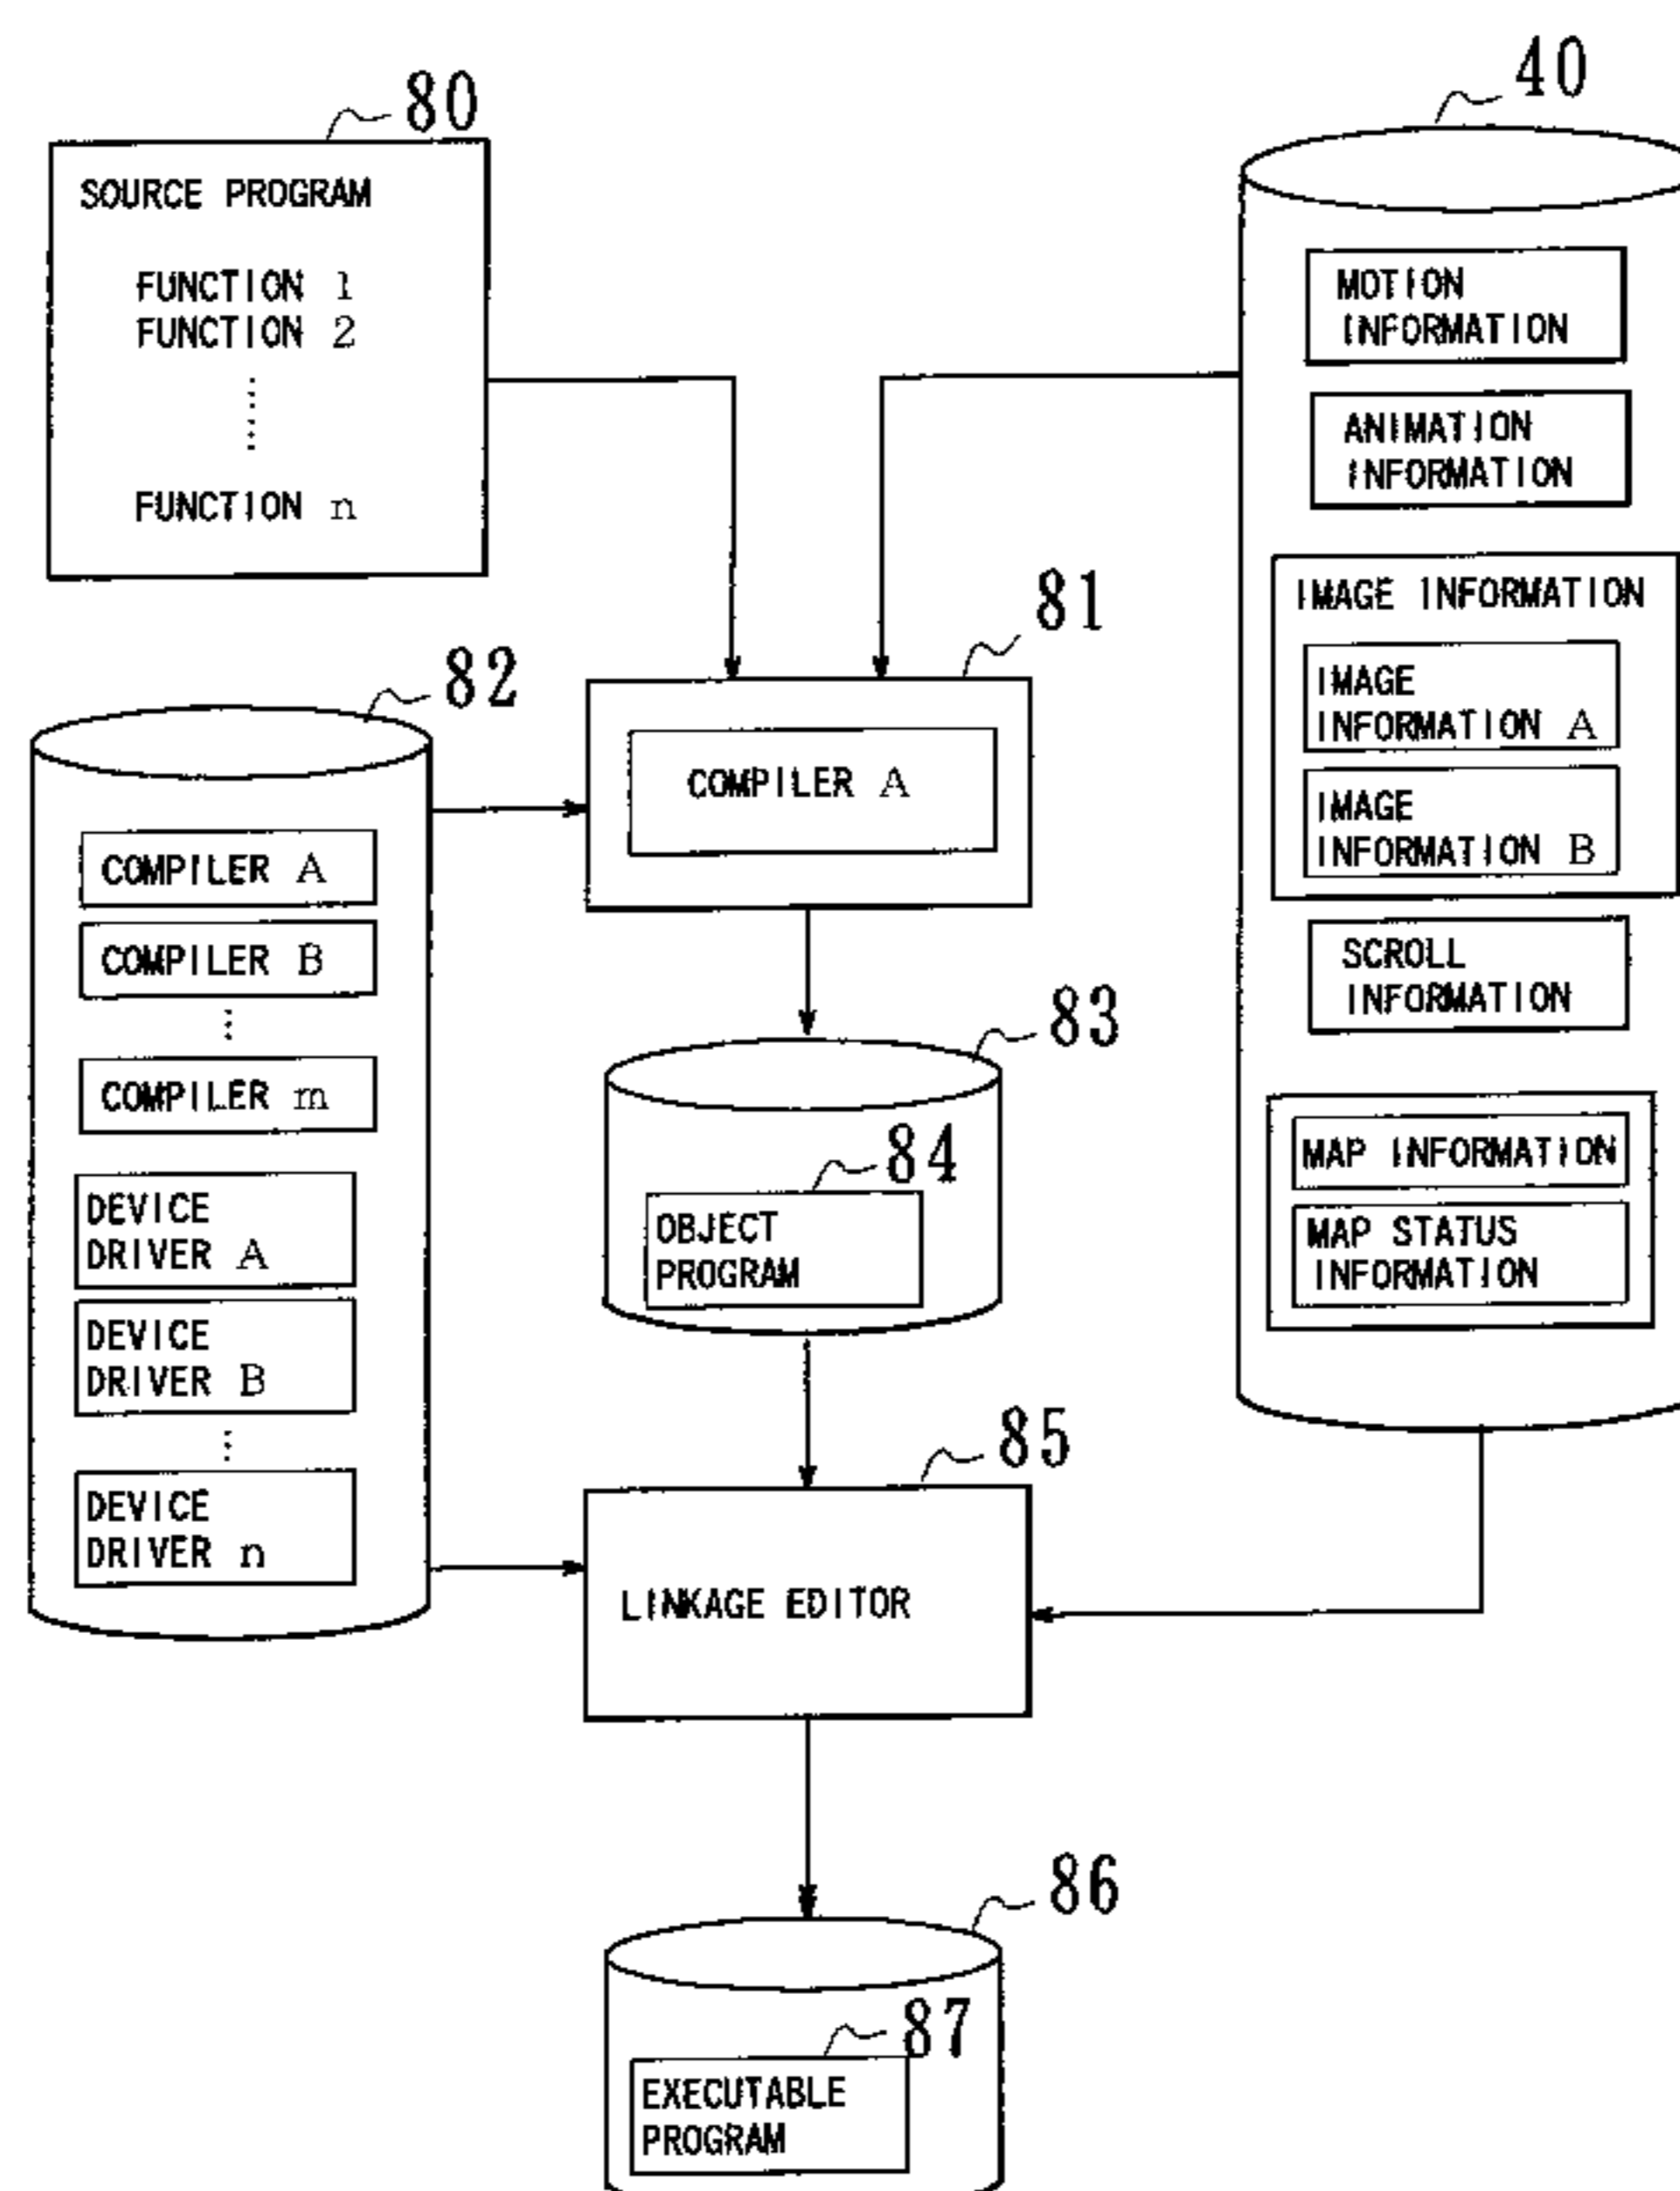 80
SOURCE PROGRAM
FUNCTION 1
FUNCTION 2
FUNCTION n
40
MOTION
INFORMATION
ANIMATION
INFORMATION
IMAGE INFORMATION
IMAGE
INFORMATION A
IMAGE
INFORMATION B
SCROLL
INFORMATION
MAP INFORMATION
MAP STATUS
INFORMATION
81
COMPILER A
82
COMPILER A
COMPILER B
COMPILER m
DEVICE
DRIVER A
DEVICE
DRIVER B
DEVICE
DRIVER n
83
84
OBJECT
PROGRAM
85
LINKAGE EDITOR
86
87
EXECUTABLE
PROGRAM